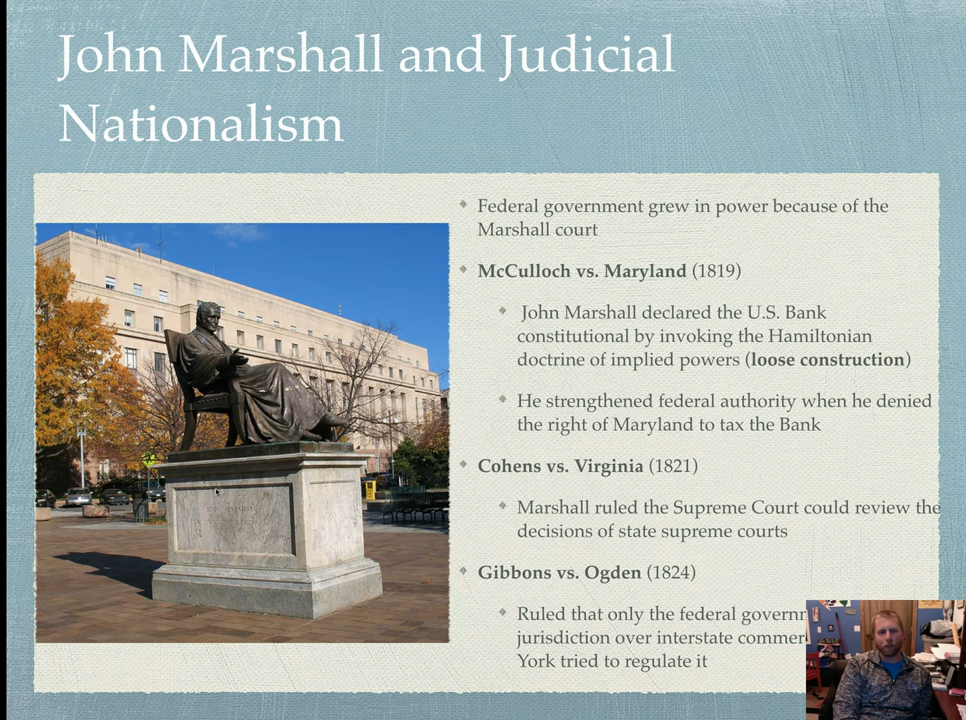 John Marshall and Judicial
Nationalism
Federal government grew in power because of the
Marshall court
McCulloch vs. Maryland (1819)
John Marshall declared the U.S. Bank
constitutional by invoking the Hamiltonian
doctrine of implied powers (loose construction)
He strengthened federal authority when he denied
the right of Maryland to tax the Bank
Cohens vs. Virginia (1821)
Marshall ruled the Supreme Court could review the
decisions of state supreme courts
Gibbons vs. Ogden (1824)
Ruled that only the federal
jurisdiction over interstate
York tried to regulate it